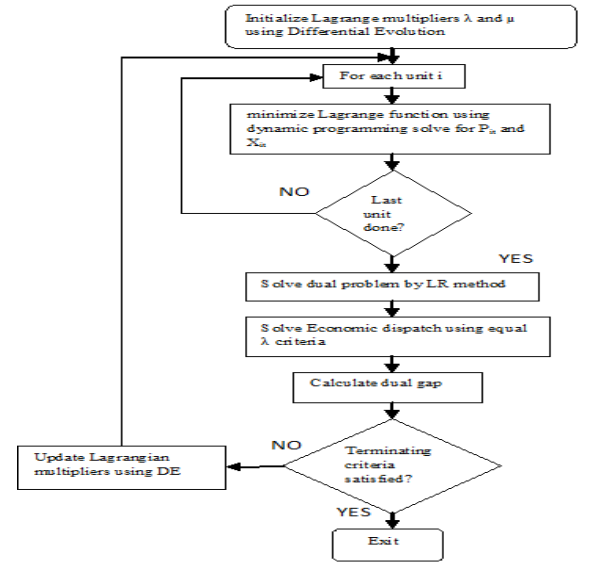 Initialize Lagrange multipliers λ and μ
using Differential Evolution
For each unit i
minimize Lagrange function using
dynamic programming solve for Pit and
Xit
NO
Last
unit
done?
YES
Solve dual problem by LR method
Solve Economic dispatch using equal
λ criteria
Calculate dual gap
NO
Terminating
criteria
satisfied?
Update Lagrangian
multipliers using DE
YES
Exit